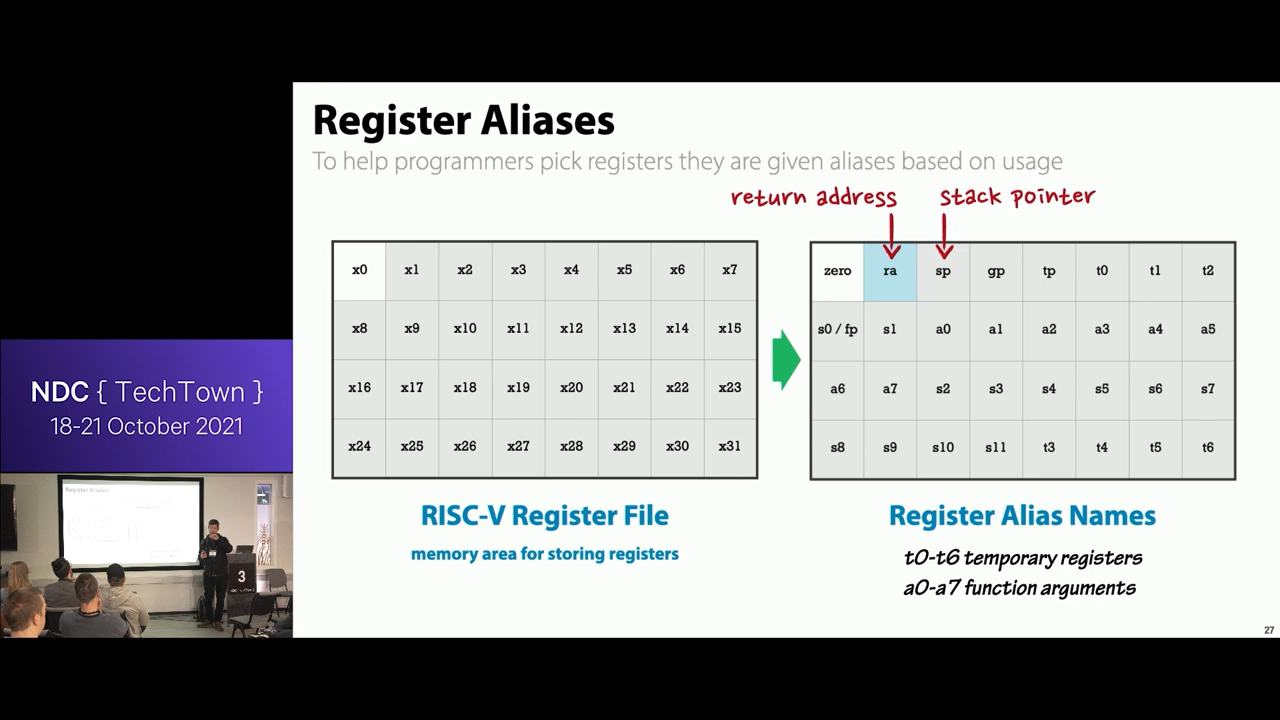 Register Aliases
To help programmers pick registers they are given aliases based on usage
return address stack pointer
x0 x1 x2 x3 x4 x5 x6 x7
x8 x9 x10 x11 x12 x13 x14 x15
x16 x17 x18 x19 x20 x21 x22 x23
x24 x25 x26 x27 x28 x29 x30 x31
zero ra sp gp tp t0 t1 t2
s0 / fp s1 a0 a1 a2 a3 a4 a5
a6 a7 s2 s3 s4 s5 s6 s7
s8 s9 s10 s11 t3 t4 t5 t6
RISC-V Register File
memory area for storing registers
Register Alias Names
t0-t6 temporary registers
a0-a7 function arguments
27
NDC { TechTown }
18-21 October 2021
Register Aliases
3